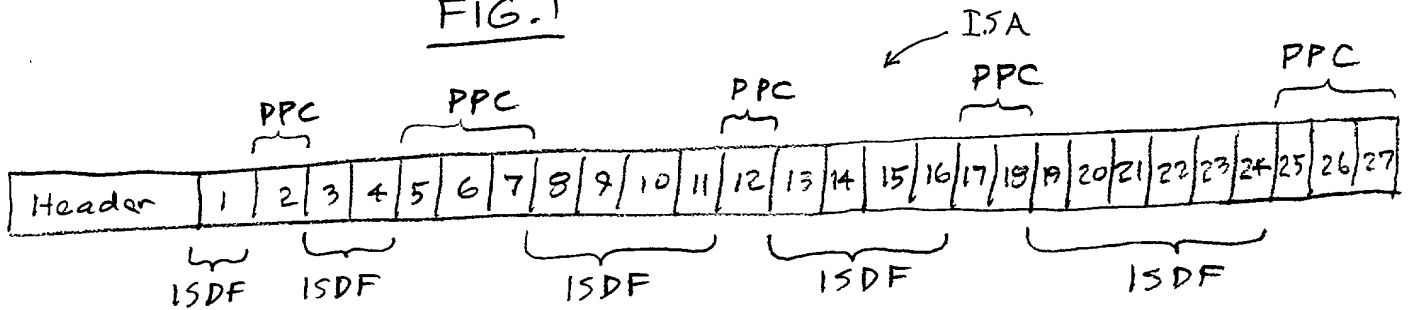 FIG. 1
ISA
PPC PPC PPC PPC PPC
Header 1 2 3 4 5 6 7 8 9 10 11 12 13 14 15 16 17 18 19 20 21 22 23 24 25 26 27
ISDF ISDF ISDF ISDF ISDF